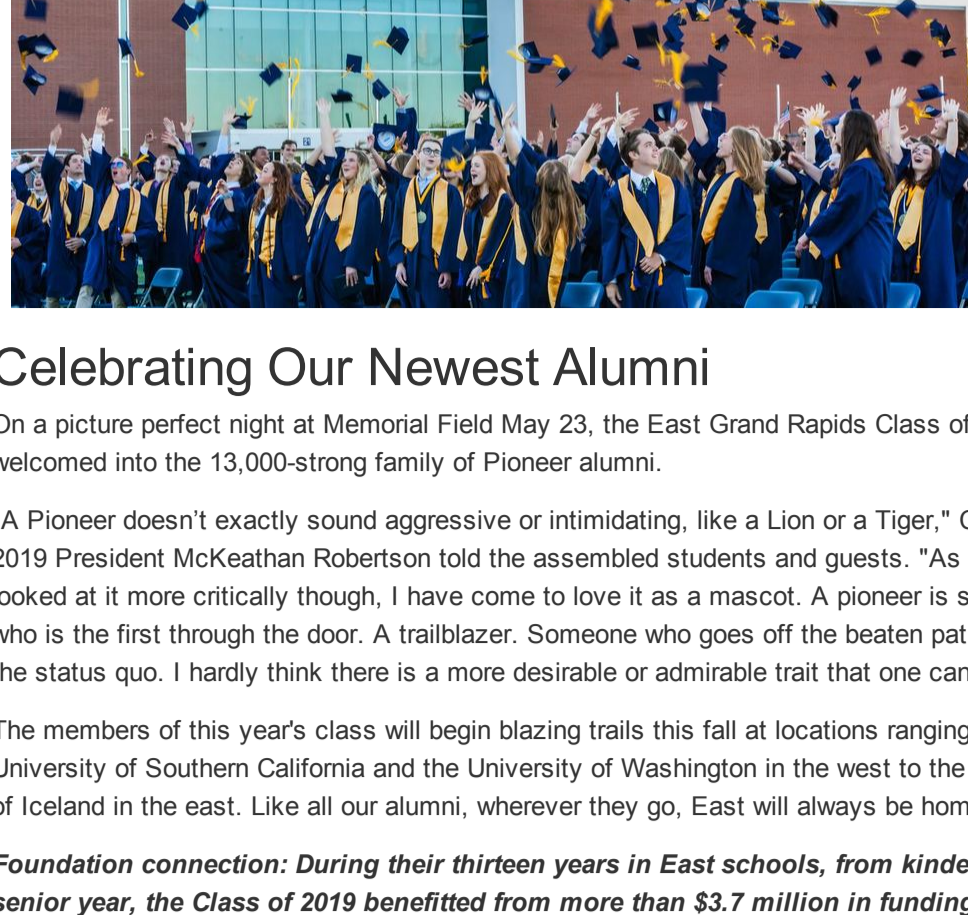 Celebrating Our Newest Alumni
On a picture perfect night at Memorial Field May 23, the East Grand Rapids Class of
welcomed into the 13,000-strong family of Pioneer alumni.
A Pioneer doesn’t exactly sound aggressive or intimidating, like a Lion or a Tiger,"
2019 President McKeathan Robertson told the assembled students and guests. "As
looked at it more critically though, I have come to love it as a mascot. A pioneer is
who is the first through the door. A trailblazer. Someone who goes off the beaten
the status quo. I hardly think there is a more desirable or admirable trait that one can
The members of this year's class will begin blazing trails this fall at locations ranging
University of Southern California and the University of Washington in the west to the
of Iceland in the east. Like all our alumni, wherever they go, East will always be
Foundation connection: During their thirteen years in East schools, from
senior year, the Class of 2019 benefitted from more than $3.7 million in funding